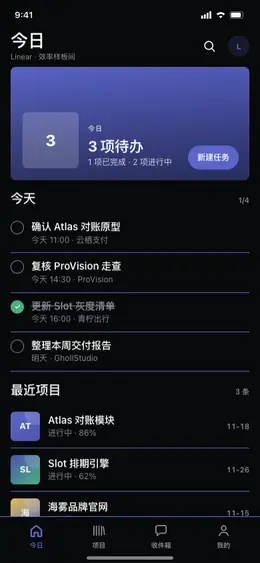 9:41
今日
Linear · 效率样板间
L
3
今日
3 项待办
1 项已完成 · 2 项进行中
新建任务
今天
1/4
确认 Atlas 对账原型
今天 11:00 · 云栖支付
复核 ProVision 走查
今天 14:30 · ProVision
更新 Slot 灰度清单
今天 16:00 · 青柠出行
整理本周交付报告
明天 · GhollStudio
最近项目
3 条
AT
Atlas 对账模块
进行中 · 86%
11-18
SL
Slot 排期引擎
进行中 · 62%
11-26
海
海雾品牌官网
11-15
今日
项目
收件箱
我的